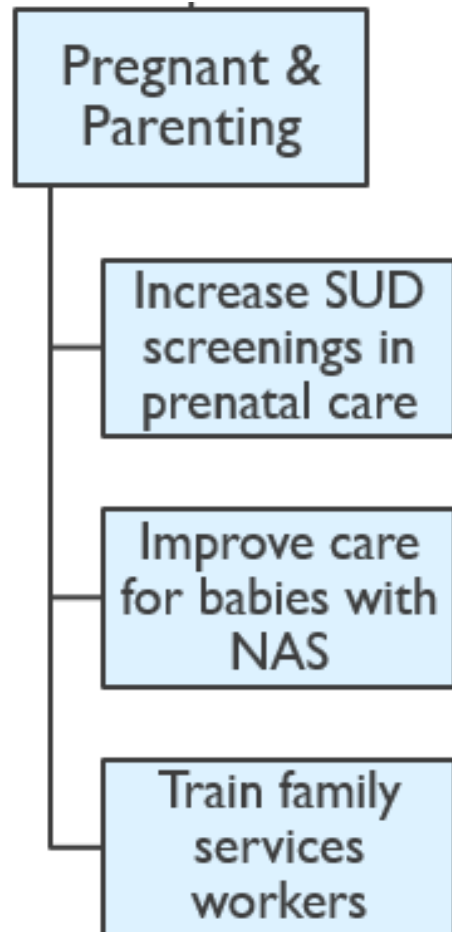 Pregnant &
Parenting
Increase SUD
screenings in
prenatal care
Improve care
for babies with
NAS
Train family
services
workers